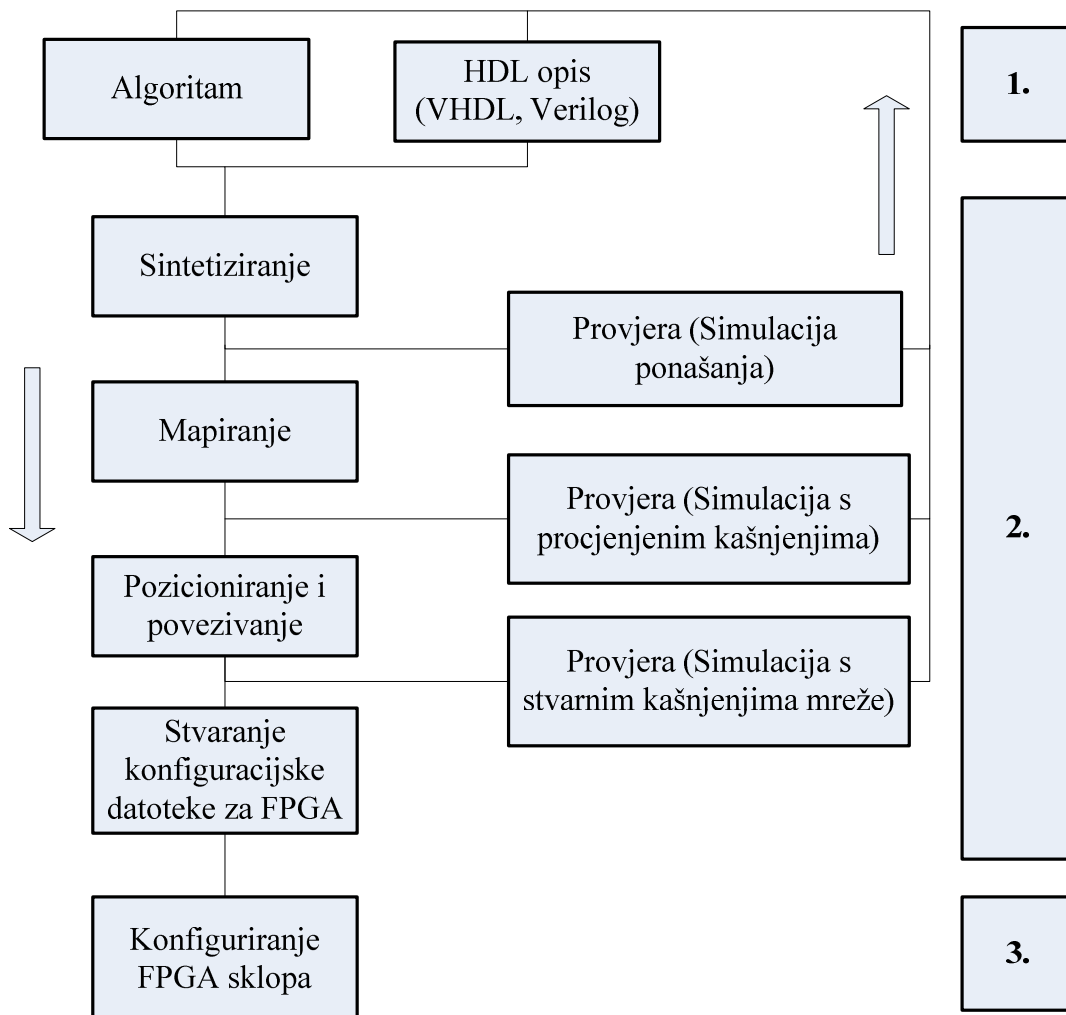 Algoritam
HDL opis
(VHDL, Verilog)
1.
Sintetiziranje
Provjera (Simulacija
ponašanja)
Mapiranje
Provjera (Simulacija s
procjenjenim kašnjenjima)
2.
Pozicioniranje i
povezivanje
Provjera (Simulacija s
stvarnim kašnjenjima mreže)
Stvaranje
konfiguracijske
datoteke za FPGA
Konfiguriranje
FPGA sklopa
3.